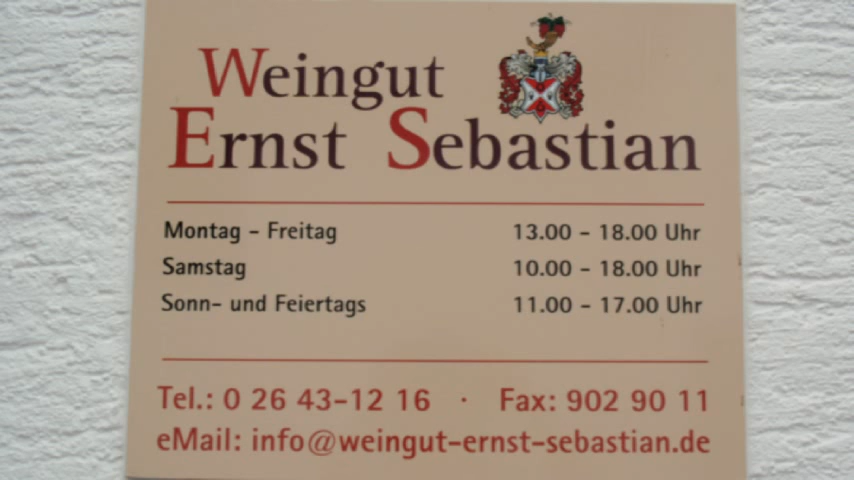 Weingut
Ernst Sebastian
Montag - Freitag 13.00 - 18.00 Uhr
Samstag 10.00 - 18.00 Uhr
Sonn- und Feiertags 11.00 - 17.00 Uhr
Tel.: 0 26 43-12 16 · Fax: 902 90 11
eMail: info@weingut-ernst-sebastian.de